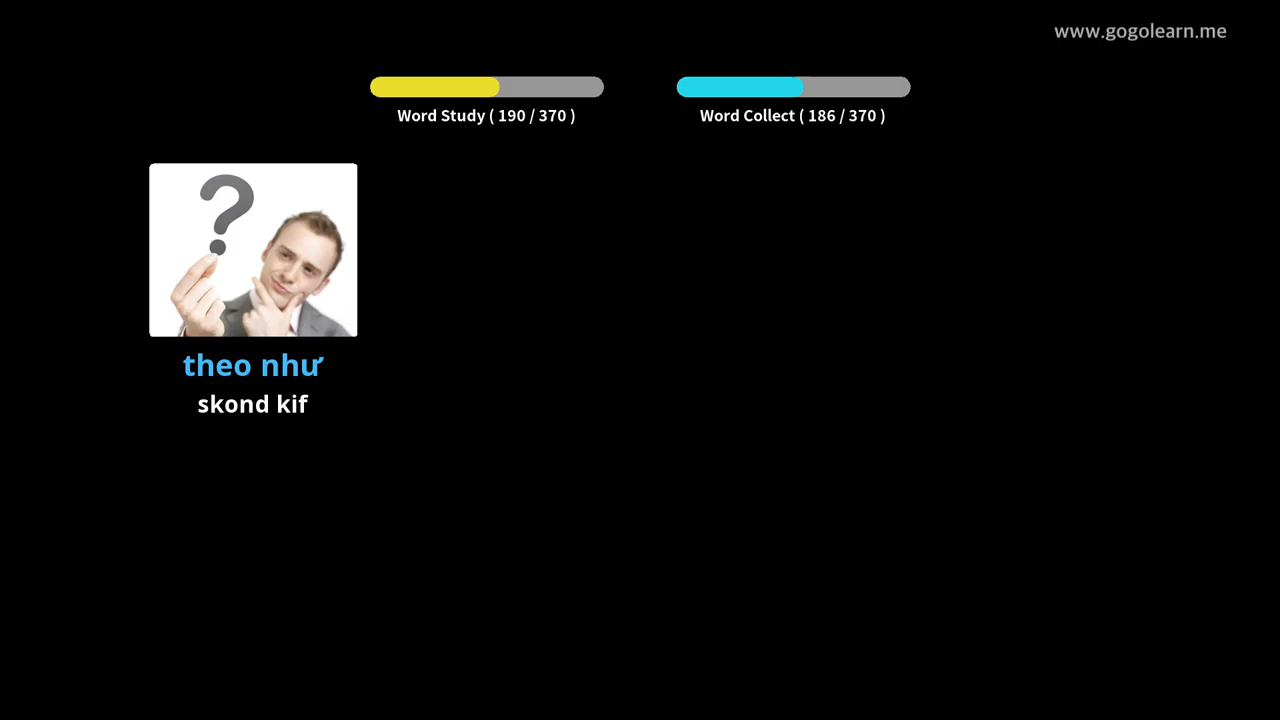 www.gogolearn.me
Word Study ( 190 / 370 )
Word Collect ( 186 / 370 )
?
theo như
skond kif